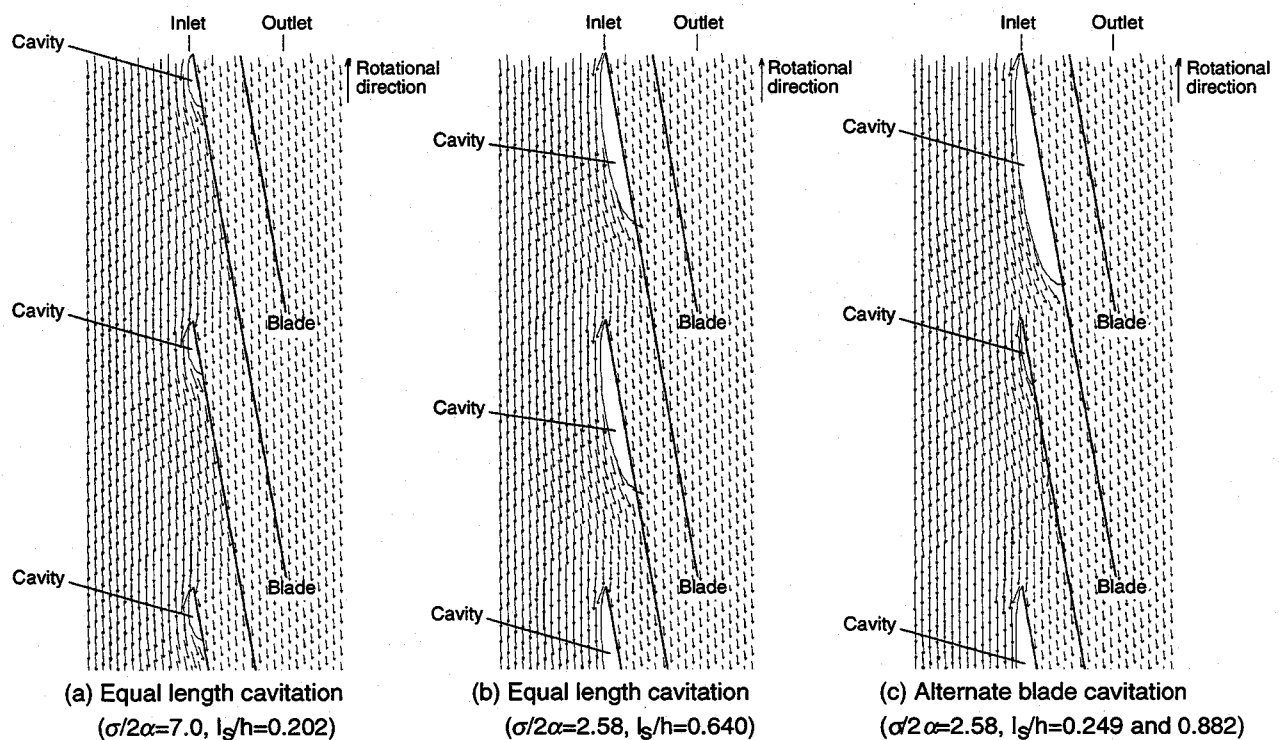 Inlet Outlet
Cavity
Rotational
direction
Cavity
Blade
Cavity
Blade
(a) Equal length cavitation
(σ/2α=7.0, lS/h=0.202)
Inlet Outlet
Rotational
direction
Cavity
Blade
Cavity
Blade
Cavity
(b) Equal length cavitation
(σ/2α=2.58, lS/h=0.640)
Inlet Outlet
Rotational
direction
Cavity
Blade
Cavity
Blade
Cavity
(c) Alternate blade cavitation
(σ/2α=2.58, lS/h=0.249 and 0.882)